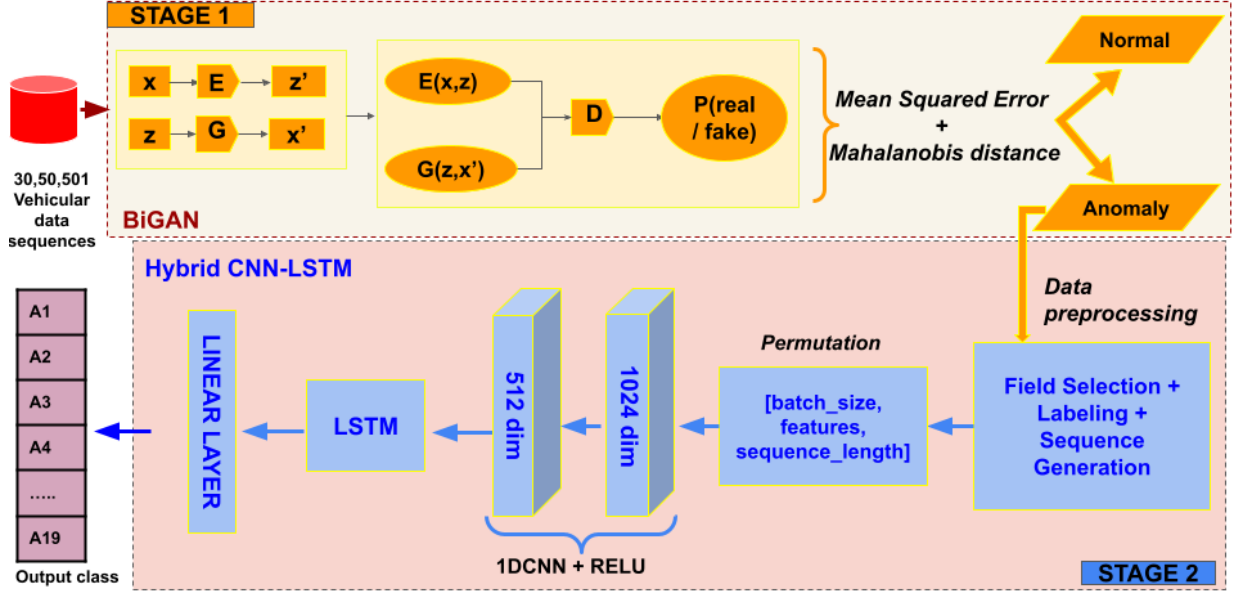 STAGE 1
x
E
z'
z
G
x'
E(x,z)
G(z,x')
D
P(real
/ fake)
Mean Squared Error
+
Mahalanobis distance
Normal
Anomaly
30,50,501
Vehicular
data
sequences
BiGAN
Hybrid CNN-LSTM
Data
preprocessing
Field Selection +
Labeling +
Sequence
Generation
Permutation
[batch_size,
features,
sequence_length]
1024 dim
512 dim
1DCNN + RELU
LSTM
LINEAR LAYER
A1
A2
A3
A4
.....
A19
Output class
STAGE 2